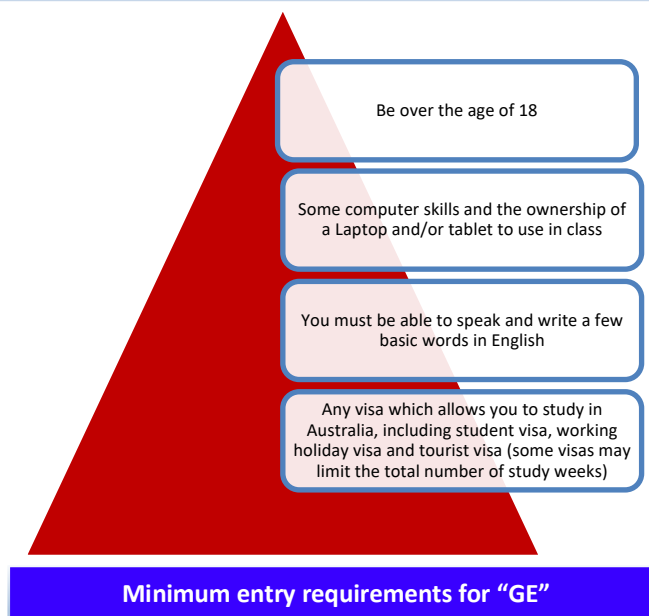 Be over the age of 18
Some computer skills and the ownership of
a Laptop and/or tablet to use in class
You must be able to speak and write a few
basic words in English
Any visa which allows you to study in
Australia, including student visa, working
holiday visa and tourist visa (some visas may
limit the total number of study weeks)
Minimum entry requirements for “GE”